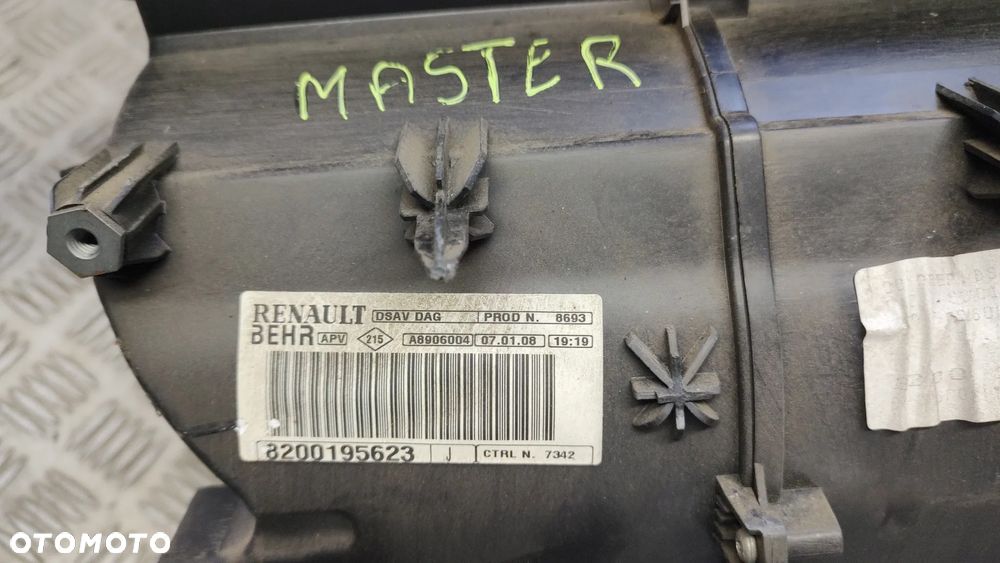 MASTER
RENAULT DSAV DAG PROD N. 8693
BEHR APV 215 A8906004 07.01.08 19:19
8200195623 J CTRL N. 7342
OTOMOTO